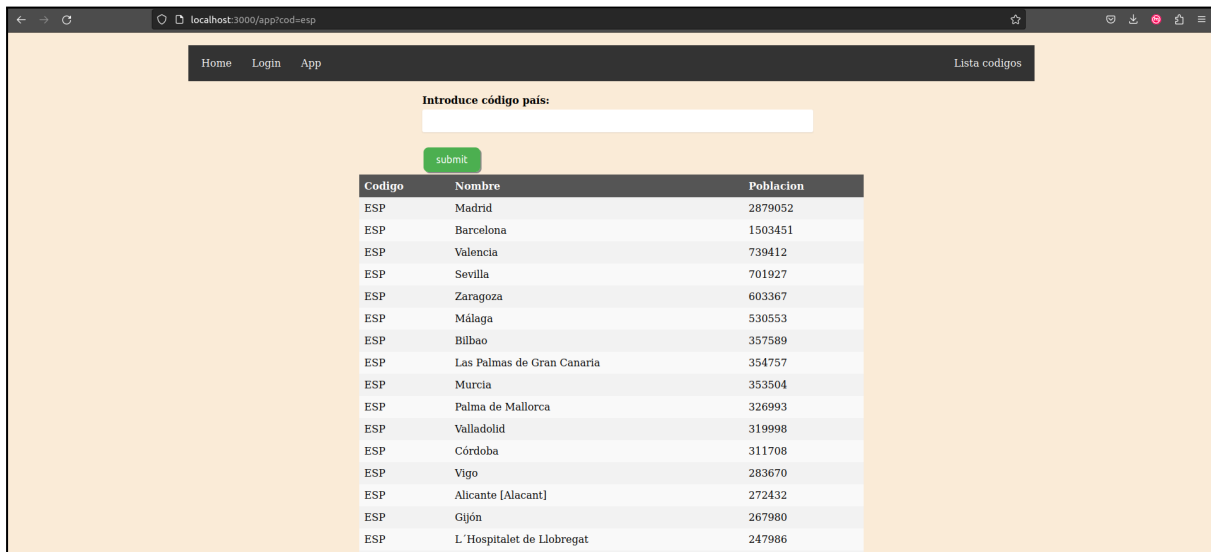 localhost:3000/app?cod=esp
Home Login App Lista codigos
Introduce código país:
submit
Codigo Nombre Poblacion
ESP Madrid 2879052
ESP Barcelona 1503451
ESP Valencia 739412
ESP Sevilla 701927
ESP Zaragoza 603367
ESP Málaga 530553
ESP Bilbao 357589
ESP Las Palmas de Gran Canaria 354757
ESP Murcia 353504
ESP Palma de Mallorca 326993
ESP Valladolid 319998
ESP Córdoba 311708
ESP Vigo 283670
ESP Alicante [Alacant] 272432
ESP Gijón 267980
ESP L´Hospitalet de Llobregat 247986